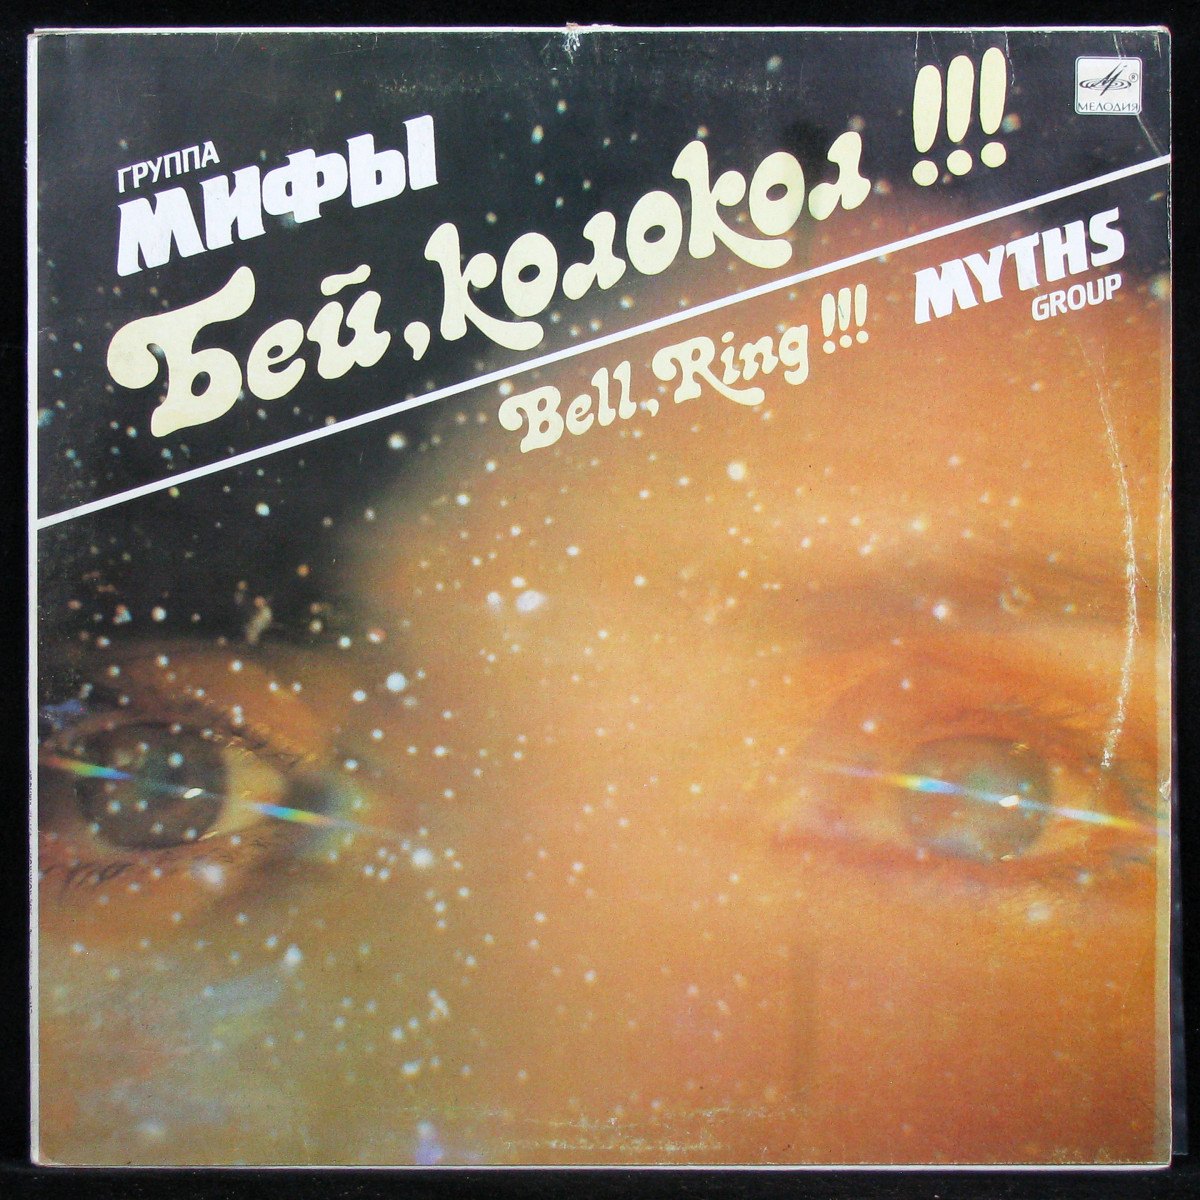 ГРУППА
МИФЫ
Бей, колокол !!!
МЕЛОДИЯ
Bell, Ring !!!
MYTHS
GROUP